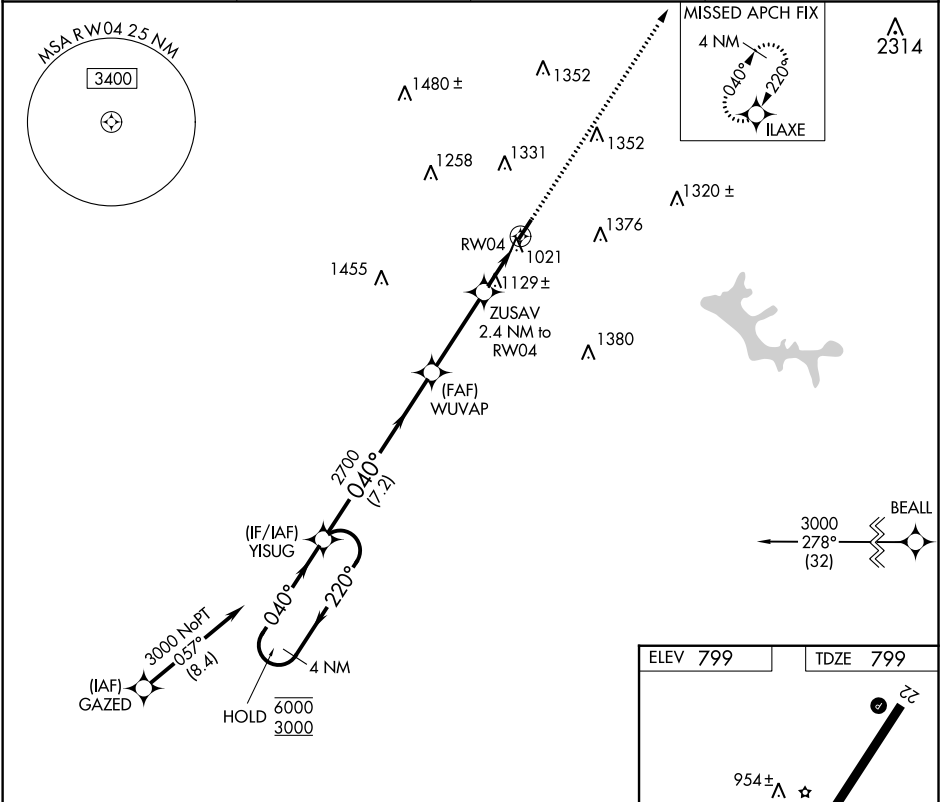 MSA RW04 25 NM
3400
1480 ±
1352
MISSED APCH FIX
4 NM
040°
220°
ILAXE
2314
1258
1331
1352
1320 ±
1376
RW04
1021
1455
1129 ±
ZUSAV
2.4 NM to
RW04
1380
(FAF)
WUVAP
2700
040°
(7.2)
(IF/IAF)
YISUG
BEALL
3000
278°
(32)
040°
220°
3000 NoPT
057°
(8.4)
4 NM
(IAF)
GAZED
HOLD
6000
3000
ELEV 799
TDZE 799
22
P
954 ±